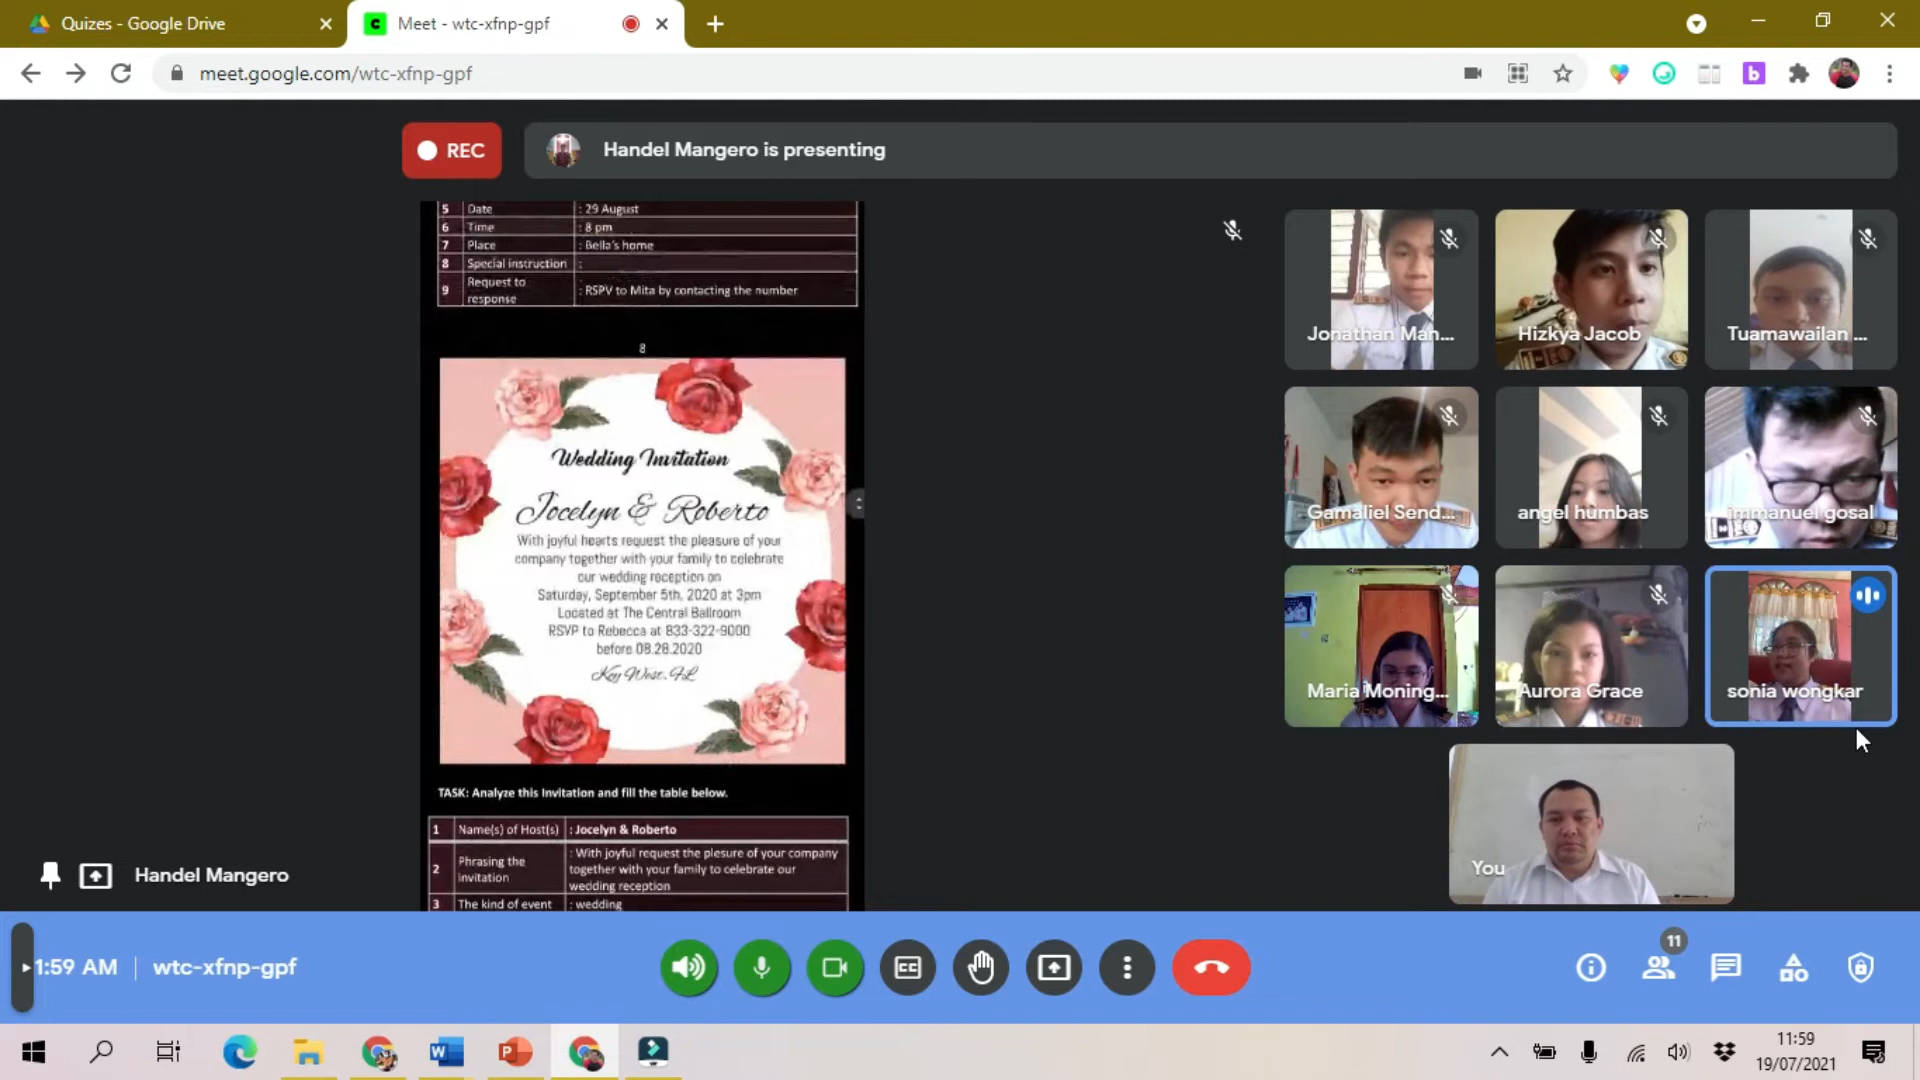 Quizes - Google Drive
Meet - wtc-xfnp-gpf
meet.google.com/wtc-xfnp-gpf
REC
Handel Mangero is presenting
5 Date : 29 August
6 Time : 8 pm
7 Place : Bella's home
8 Special instruction :
9 Request to response : RSPV to Mita by contacting the number
8
Wedding Invitation
Jocelyn & Roberto
With joyful hearts request the pleasure of your
company together with your family to celebrate
our wedding reception on
Saturday, September 5th, 2020 at 3pm
Located at The Central Ballroom
RSVP to Rebecca at 833-322-9000
before 08.28.2020
Key West, FL
TASK: Analyze this Invitation and fill the table below.
1 Name(s) of Host(s) : Jocelyn & Roberto
2 Phrasing the invitation : With joyful request the plesure of your company
together with your family to celebrate our
wedding reception
3 The kind of event : wedding
Jonathan Man...
Hizkya Jacob
Tuamawailan ...
Gamaliel Send...
angel humbas
immanuel gosal
Maria Moning...
Aurora Grace
sonia wongkar
You
Handel Mangero
1:59 AM | wtc-xfnp-gpf
CC
11
11:59
19/07/2021